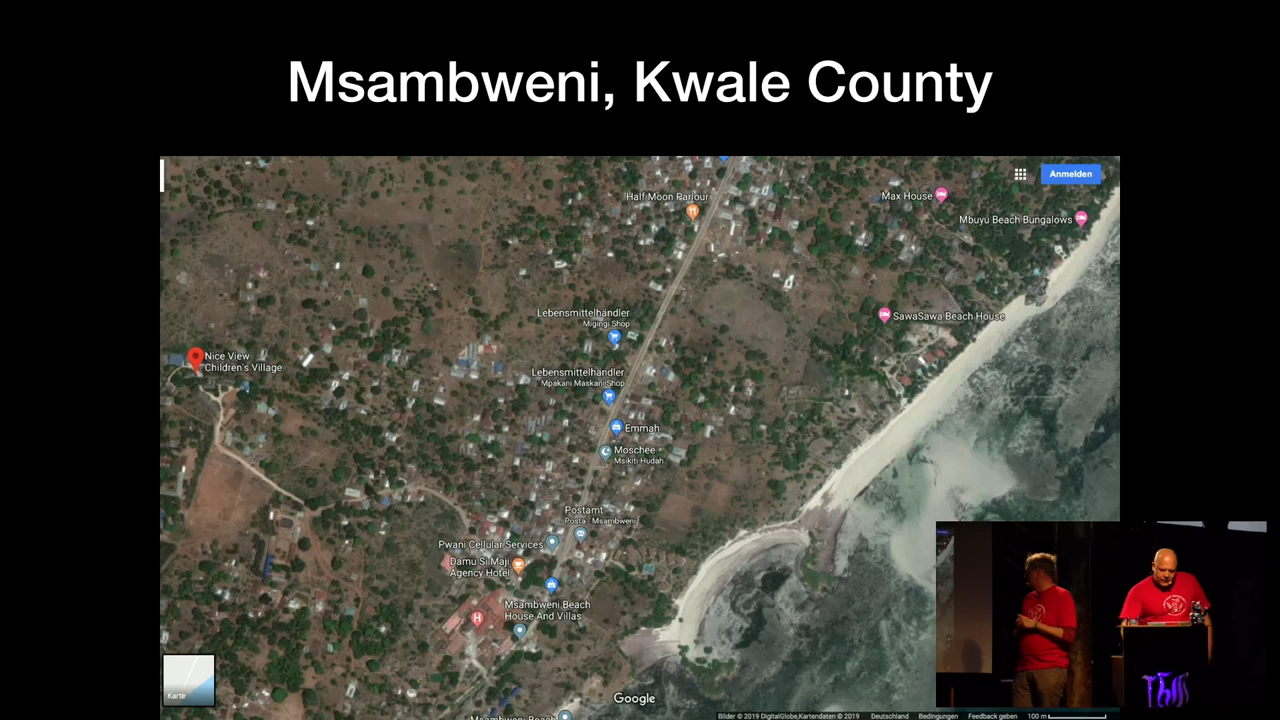 Msambweni, Kwale County
Anmelden
Half Moon Parlour
Max House
Mbuyu Beach Bungalows
Lebensmittelhändler
Migingi Shop
SawaSawa Beach House
Nice View
Children's Village
Lebensmittelhändler
Mpakani Maskani Shop
Emmah
Moschee
Msikiti Hudah
Postamt
Posta - Msambweni
Pwani Cellular Services
Damu Si Maji
Agency Hotel
Msambweni Beach
House And Villas
H
Karte
Google
Msambweni Beach
Bilder © 2019 DigitalGlobe,Kartendaten © 2019 Deutschland Bedingungen Feedback geben 100 m